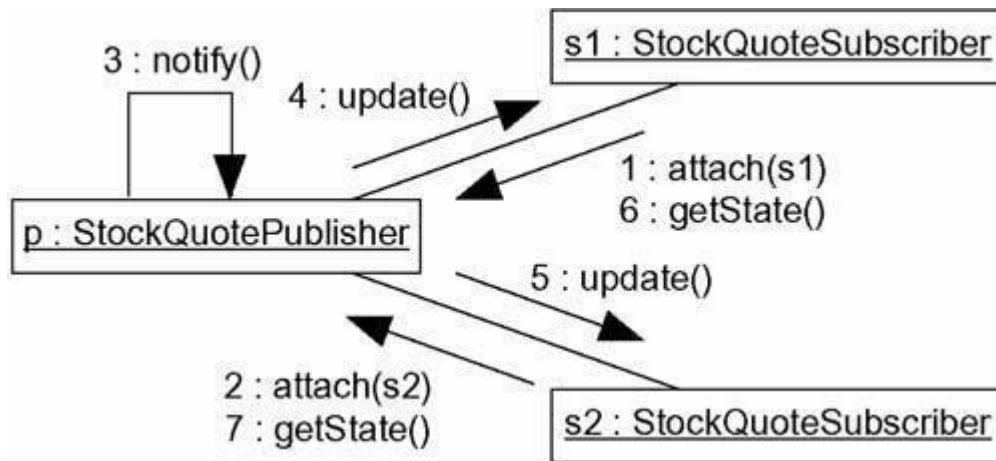 s1 : StockQuoteSubscriber
3 : notify()
4 : update()
1 : attach(s1)
6 : getState()
p : StockQuotePublisher
5 : update()
2 : attach(s2)
7 : getState()
s2 : StockQuoteSubscriber